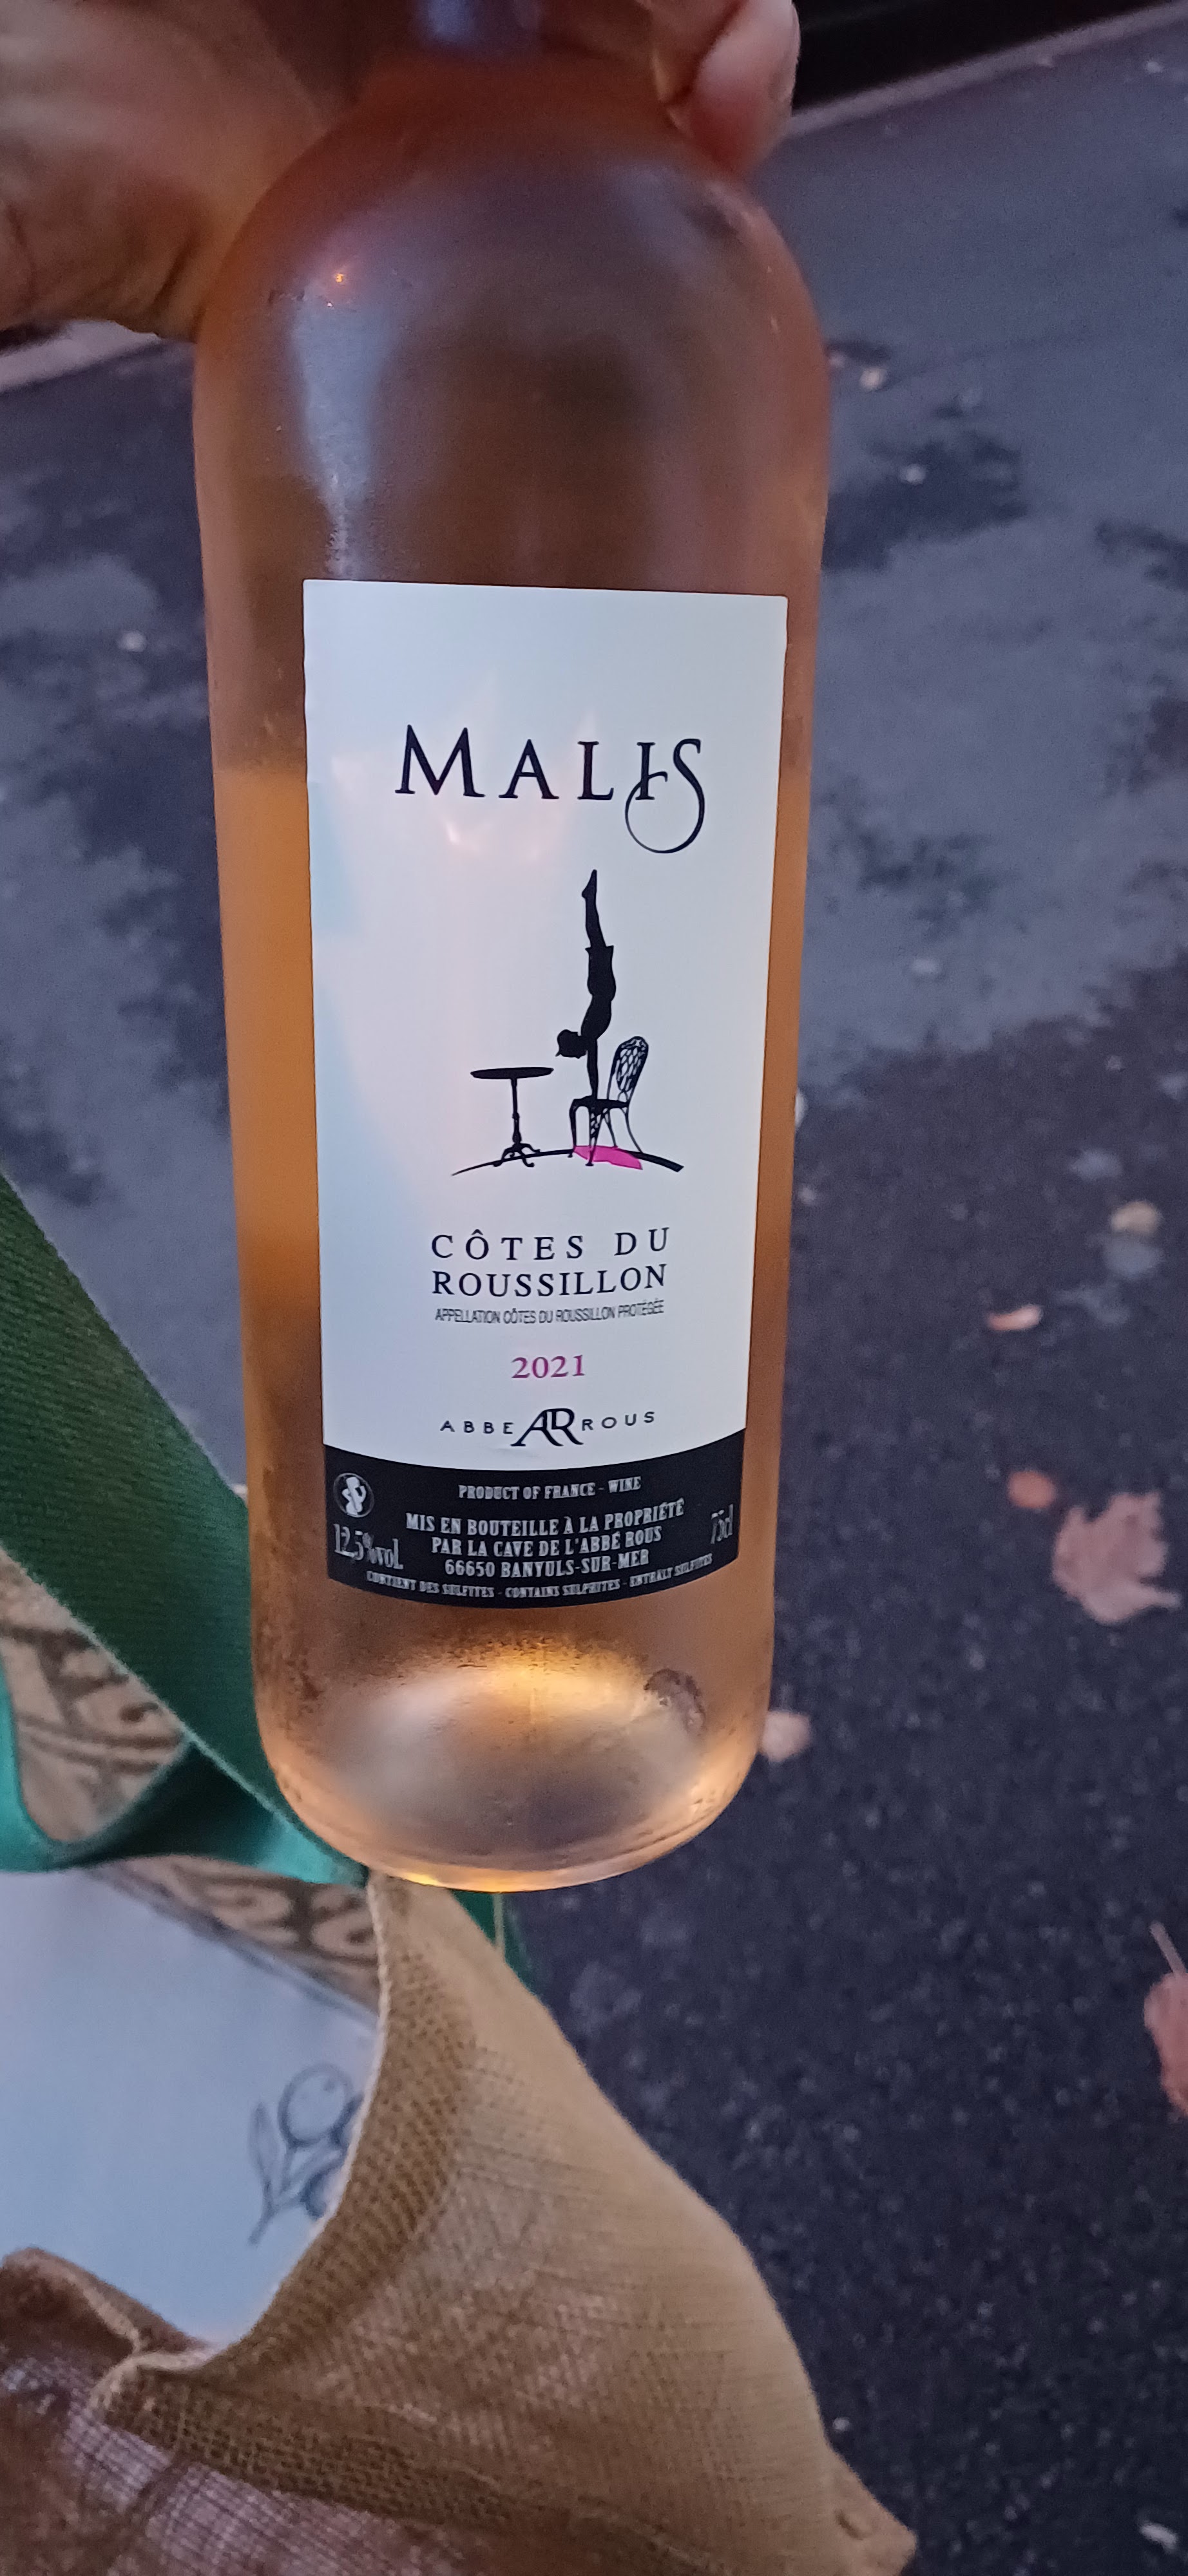 MALIS
CÔTES DU
ROUSSILLON
APPELLATION CÔTES DU ROUSSILLON PROTÉGÉE
2021
ABBE AR ROUS
PRODUCT OF FRANCE - WINE
MIS EN BOUTEILLE À LA PROPRIÉTÉ
PAR LA CAVE DE L'ABBÉ ROUS
12,5%vol. 75cl
66650 BANYULS-SUR-MER
CONTIENT DES SULFITES - CONTAINS SULPHITES - ENTHÄLT SULFITES